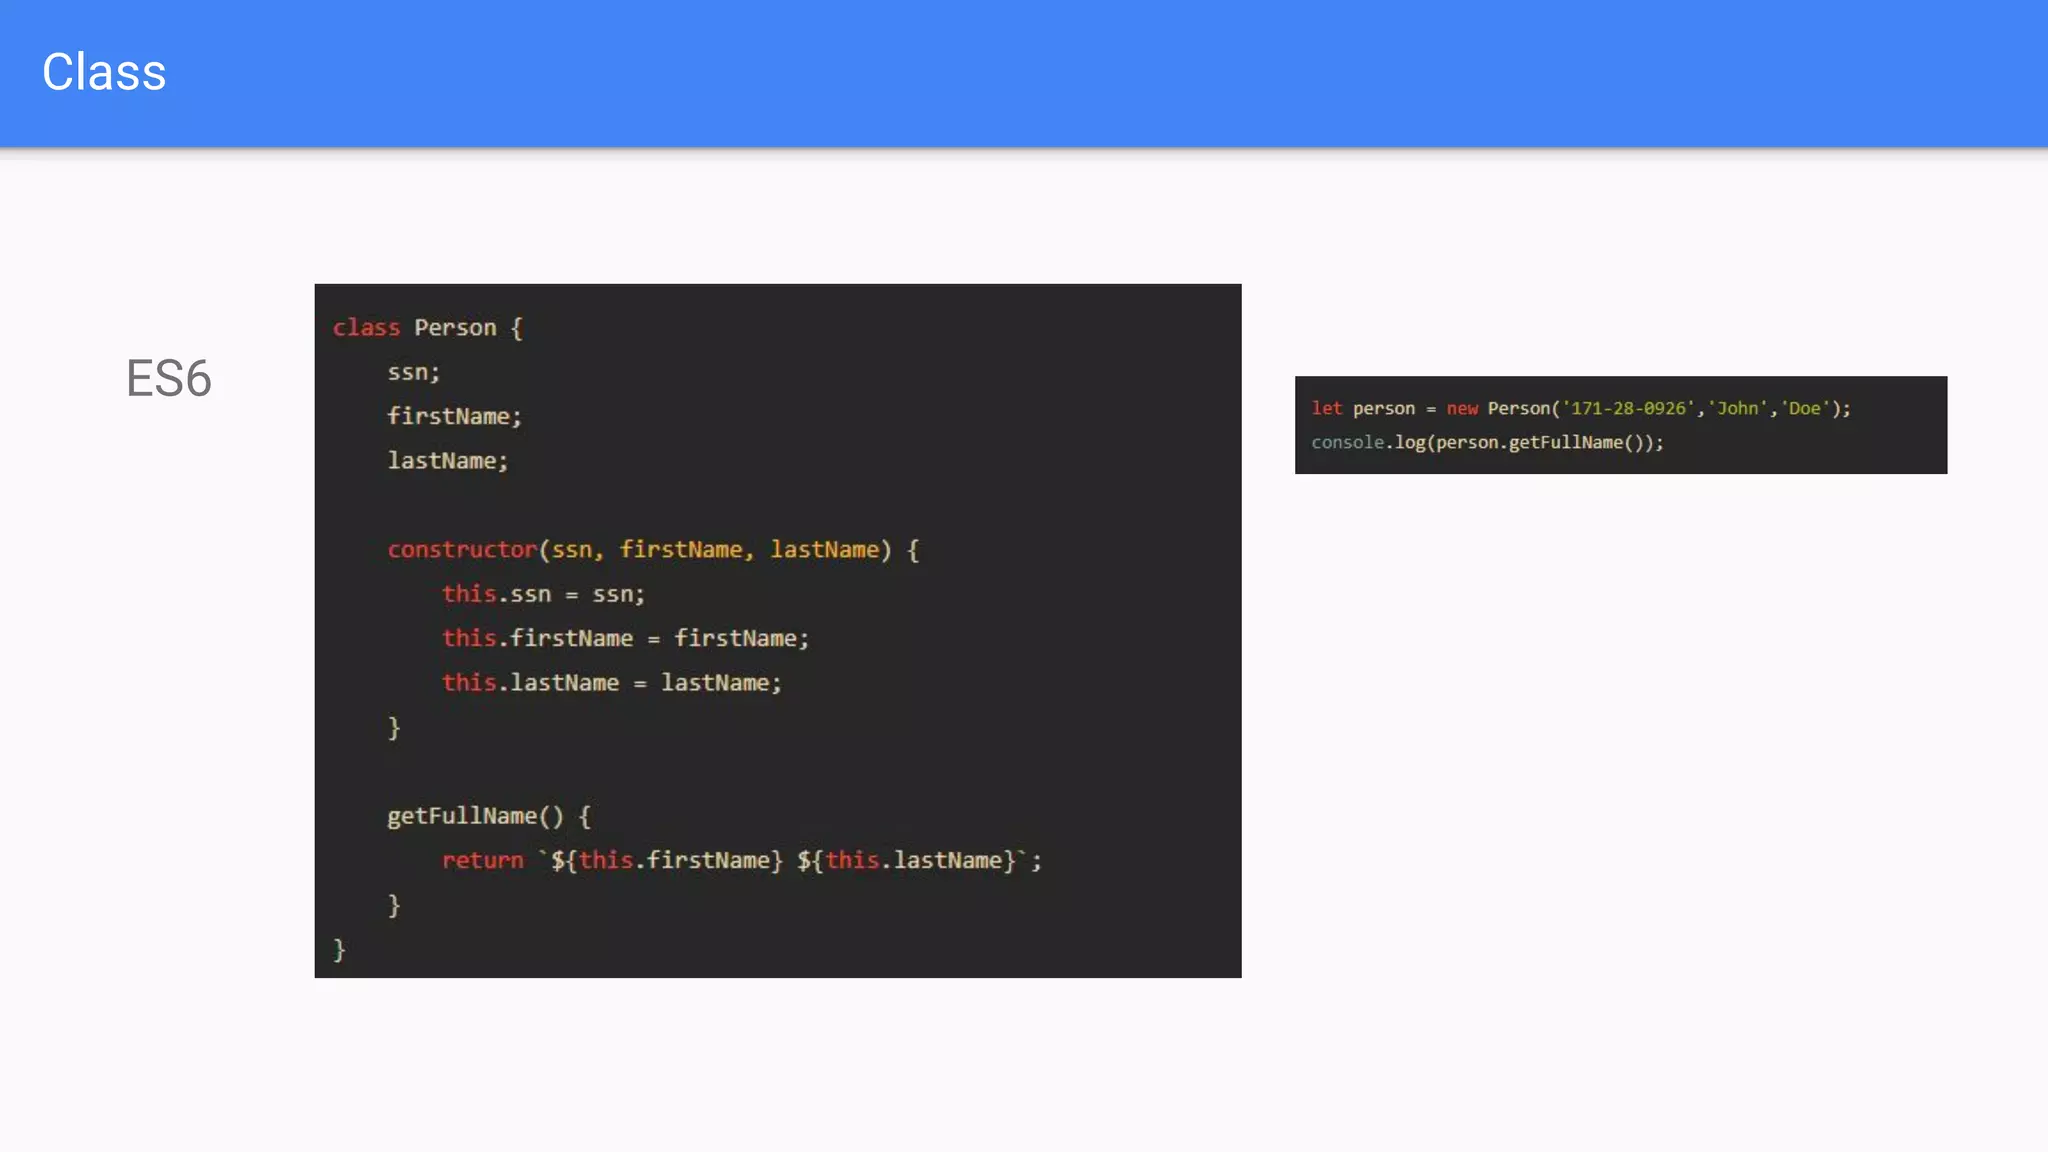 Class
ES6
class Person {
    ssn;
    firstName;
    lastName;

    constructor(ssn, firstName, lastName) {
        this.ssn = ssn;
        this.firstName = firstName;
        this.lastName = lastName;
    }

    getFullName() {
        return `${this.firstName} ${this.lastName}`;
    }
}
let person = new Person('171-28-0926','John','Doe');
console.log(person.getFullName());